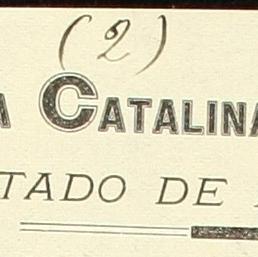 (2)
A CATALINA
TADO DE